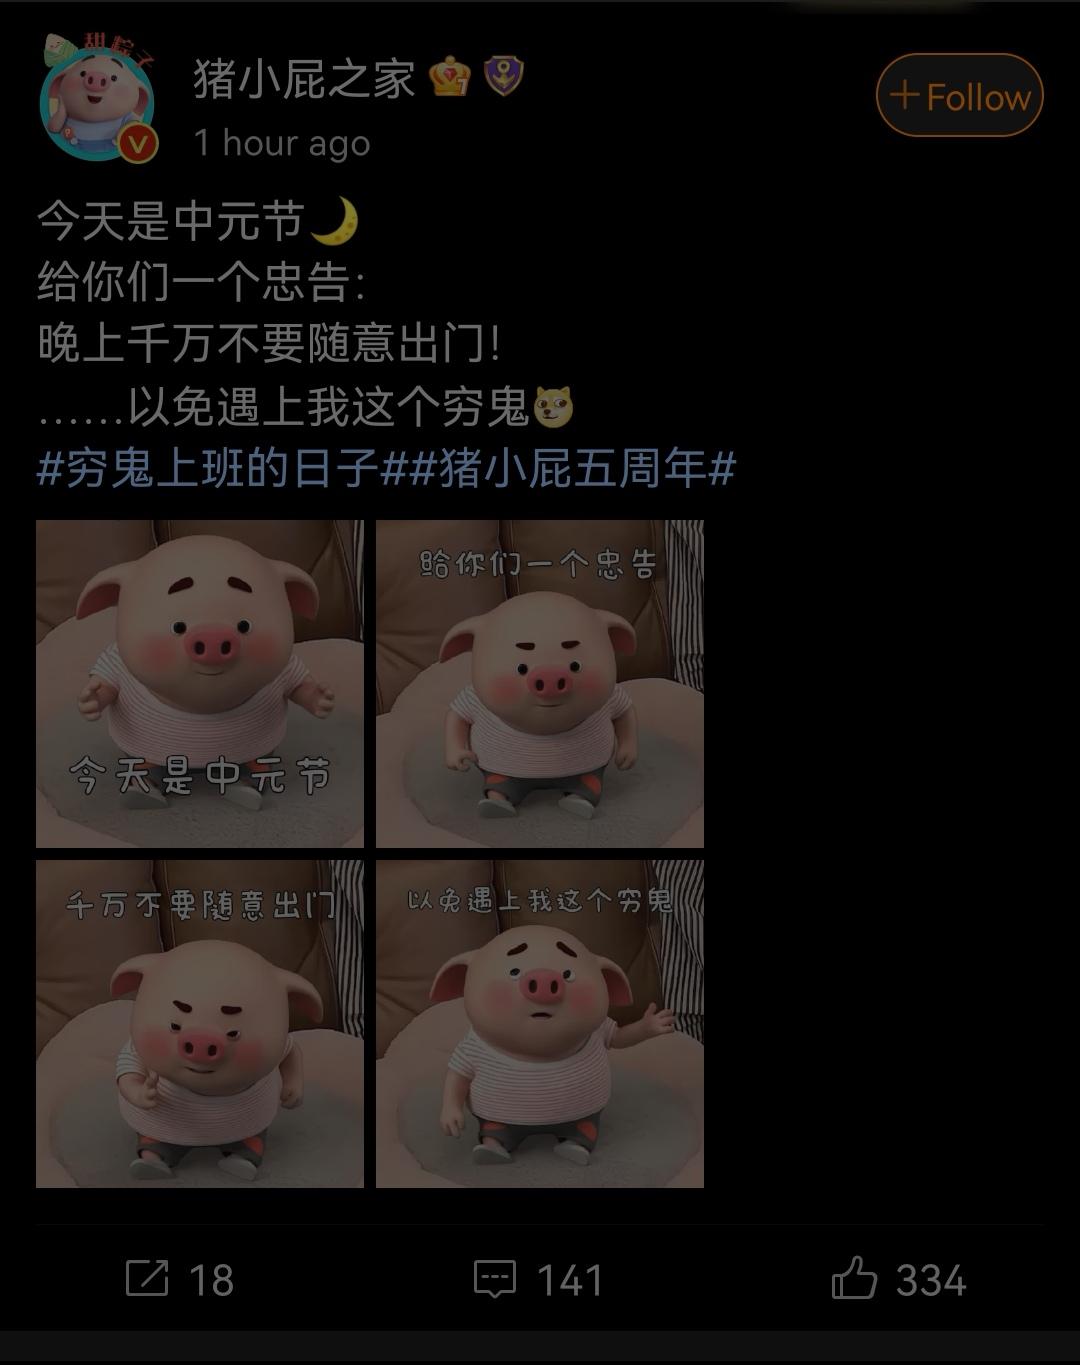 甜粽子
猪小屁之家
1 hour ago
+Follow
今天是中元节
给你们一个忠告：
晚上千万不要随意出门！
......以免遇上我这个穷鬼
#穷鬼上班的日子##猪小屁五周年#
今天是中元节
给你们一个忠告
千万不要随意出门
以免遇上我这个穷鬼
18
141
334